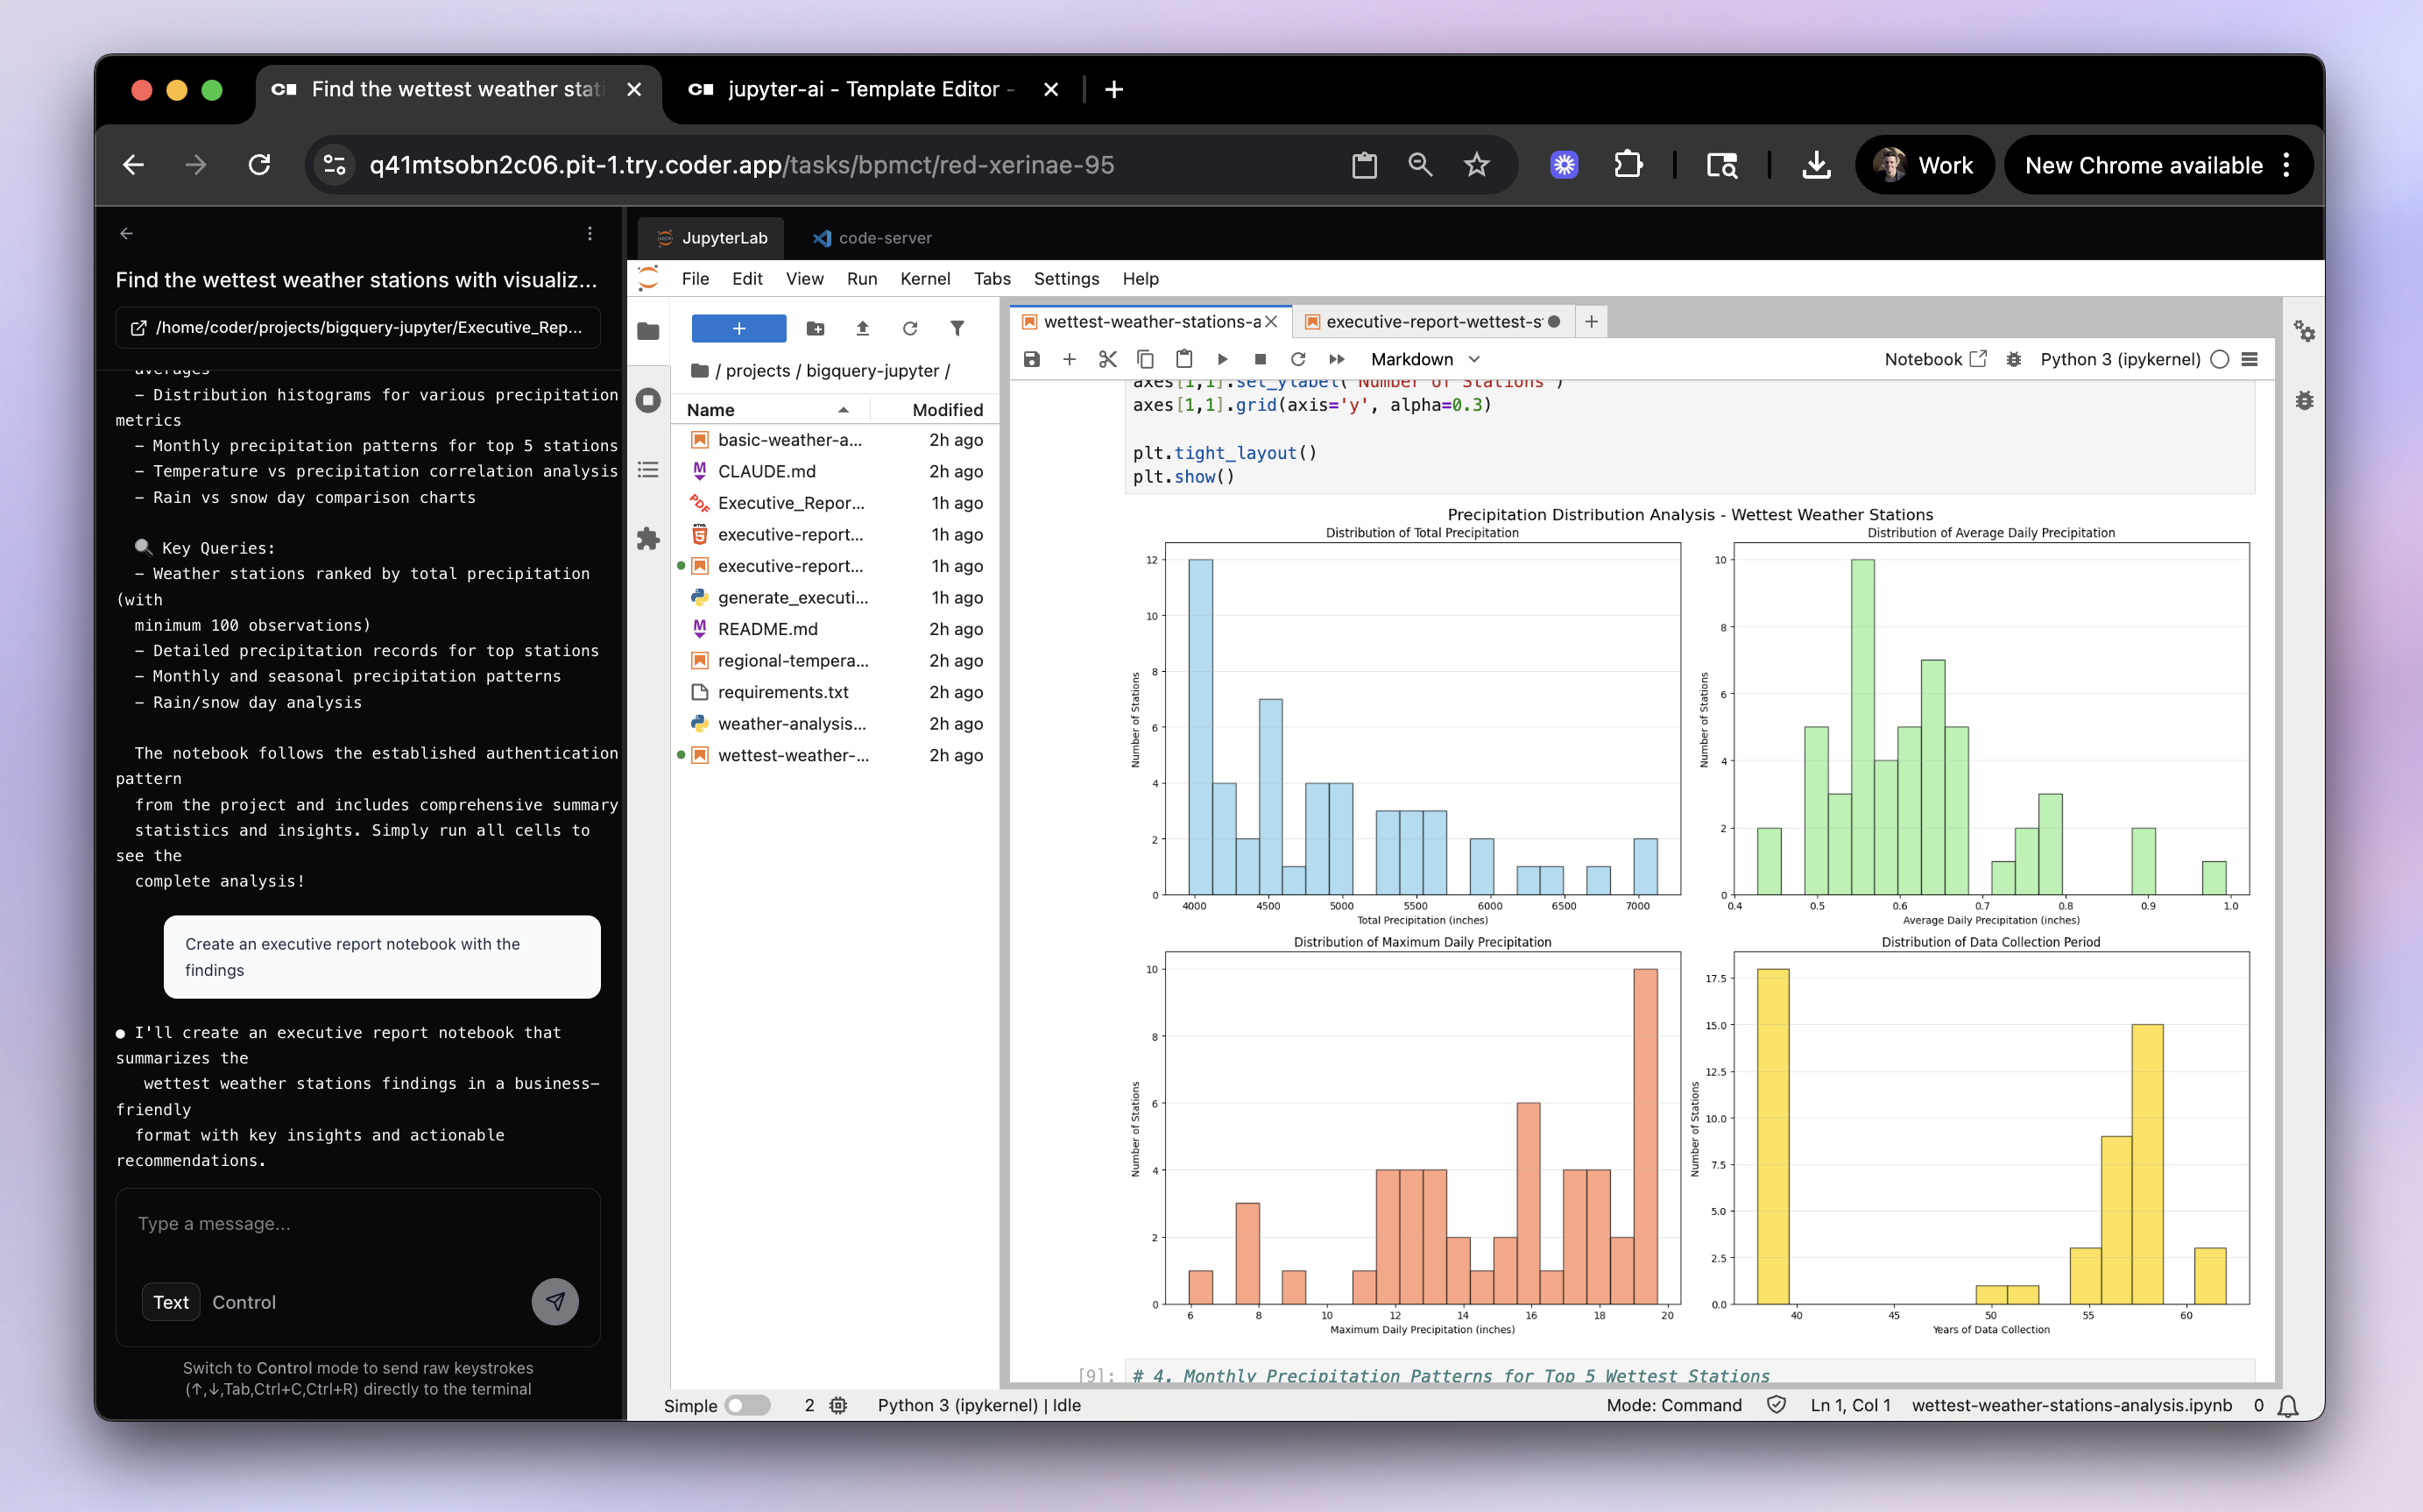 Find the wettest weather stati
jupyter-ai - Template Editor -
q41mtsobn2c06.pit-1.try.coder.app/tasks/bpmct/red-xerinae-95
Work
New Chrome available
Find the wettest weather stations with visualiz...
/home/coder/projects/bigquery-jupyter/Executive_Rep...
averages
- Distribution histograms for various precipitation
metrics
- Monthly precipitation patterns for top 5 stations
- Temperature vs precipitation correlation analysis
- Rain vs snow day comparison charts
🔍 Key Queries:
- Weather stations ranked by total precipitation
(with
minimum 100 observations)
- Detailed precipitation records for top stations
- Monthly and seasonal precipitation patterns
- Rain/snow day analysis
The notebook follows the established authentication
pattern
from the project and includes comprehensive summary
statistics and insights. Simply run all cells to
see the
complete analysis!
Create an executive report notebook with the
findings
● I'll create an executive report notebook that
summarizes the
wettest weather stations findings in a business-
friendly
format with key insights and actionable
recommendations.
Type a message...
Text Control
Switch to Control mode to send raw keystrokes
(↑,↓,Tab,Ctrl+C,Ctrl+R) directly to the terminal
JupyterLab
code-server
File Edit View Run Kernel Tabs Settings Help
/ projects / bigquery-jupyter /
Name Modified
basic-weather-a... 2h ago
CLAUDE.md 2h ago
Executive_Repor... 1h ago
executive-report... 1h ago
executive-report... 1h ago
generate_executi... 1h ago
README.md 2h ago
regional-tempera... 2h ago
requirements.txt 2h ago
weather-analysis... 2h ago
wettest-weather-... 2h ago
wettest-weather-stations-a
executive-report-wettest-s
Markdown
Notebook
Python 3 (ipykernel)
axes[1,1].set_ylabel('Number of Stations')
axes[1,1].grid(axis='y', alpha=0.3)
plt.tight_layout()
plt.show()
Precipitation Distribution Analysis - Wettest Weather Stations
Distribution of Total Precipitation
Number of Stations
12
10
8
6
4
2
0
4000 4500 5000 5500 6000 6500 7000
Total Precipitation (inches)
Distribution of Average Daily Precipitation
Number of Stations
10
8
6
4
2
0
0.4 0.5 0.6 0.7 0.8 0.9 1.0
Average Daily Precipitation (inches)
Distribution of Maximum Daily Precipitation
Number of Stations
10
8
6
4
2
0
6 8 10 12 14 16 18 20
Maximum Daily Precipitation (inches)
Distribution of Data Collection Period
Number of Stations
17.5
15.0
12.5
10.0
7.5
5.0
2.5
0.0
40 45 50 55 60
Years of Data Collection
[9]: # 4. Monthly Precipitation Patterns for Top 5 Wettest Stations
Simple 2 Python 3 (ipykernel) | Idle
Mode: Command Ln 1, Col 1 wettest-weather-stations-analysis.ipynb 0